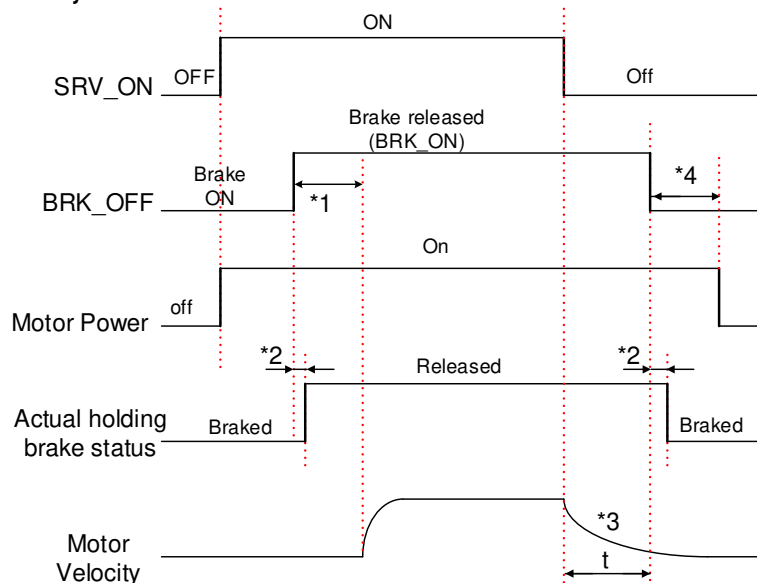 ON
OFF
Off
SRV_ON
Brake released
(BRK_ON)
Brake
ON
*1
*4
BRK_OFF
On
off
Motor Power
*2
Released
*2
Actual holding
brake status
Braked
Braked
*3
Motor
Velocity
t